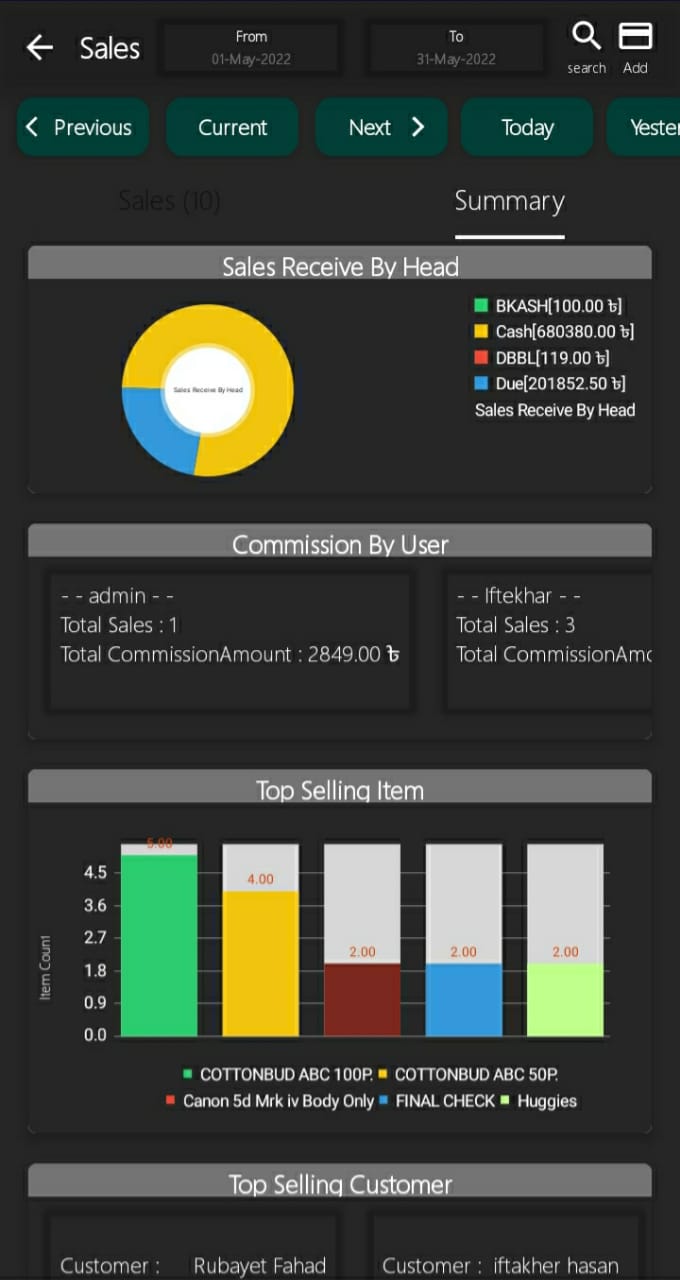 Sales
From
01-May-2022
To
31-May-2022
search
Add
Previous
Current
Next
Today
Yester
Sales (10)
Summary
Sales Receive By Head
Sales Receive By Head
BKASH[100.00 ৳]
Cash[680380.00 ৳]
DBBL[119.00 ৳]
Due[201852.50 ৳]
Sales Receive By Head
Commission By User
- - admin - -
Total Sales : 1
Total CommissionAmount : 2849.00 ৳
- - Iftekhar - -
Total Sales : 3
Total CommissionAmo
Top Selling Item
Item Count
4.5
3.6
2.7
1.8
0.9
0.0
5.00
4.00
2.00
2.00
2.00
COTTONBUD ABC 100P. COTTONBUD ABC 50P.
Canon 5d Mrk iv Body Only FINAL CHECK Huggies
Top Selling Customer
Customer : Rubayet Fahad
Customer : iftakher hasan